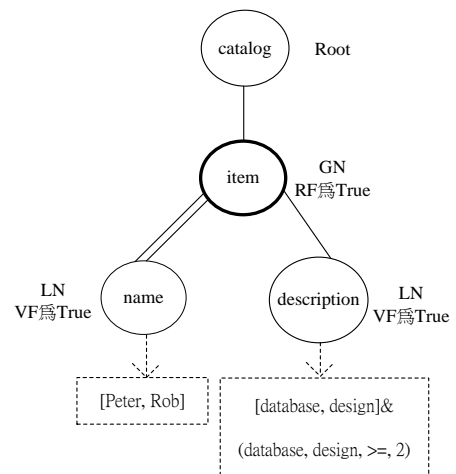 catalog Root
item
GN
RF爲True
LN
VF爲True
name
description
LN
VF爲True
[Peter, Rob]
[database, design]&
(database, design, >=, 2)